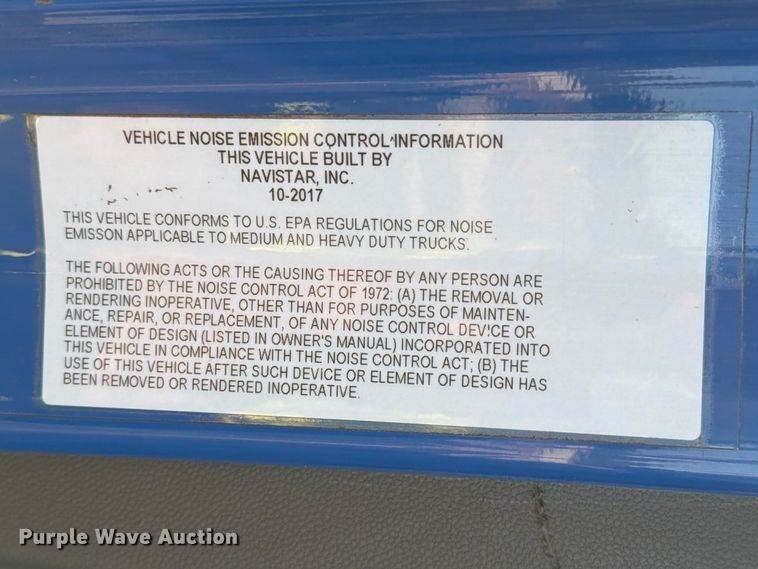 VEHICLE NOISE EMISSION CONTROL INFORMATION
THIS VEHICLE BUILT BY
NAVISTAR, INC.
10-2017
THIS VEHICLE CONFORMS TO U.S. EPA REGULATIONS FOR NOISE
EMISSON APPLICABLE TO MEDIUM AND HEAVY DUTY TRUCKS.
THE FOLLOWING ACTS OR THE CAUSING THEREOF BY ANY PERSON ARE
PROHIBITED BY THE NOISE CONTROL ACT OF 1972: (A) THE REMOVAL OR
RENDERING INOPERATIVE, OTHER THAN FOR PURPOSES OF MAINTEN-
ANCE, REPAIR, OR REPLACEMENT, OF ANY NOISE CONTROL DEVICE OR
ELEMENT OF DESIGN (LISTED IN OWNER'S MANUAL) INCORPORATED INTO
THIS VEHICLE IN COMPLIANCE WITH THE NOISE CONTROL ACT; (B) THE
USE OF THIS VEHICLE AFTER SUCH DEVICE OR ELEMENT OF DESIGN HAS
BEEN REMOVED OR RENDERED INOPERATIVE.
Purple Wave Auction